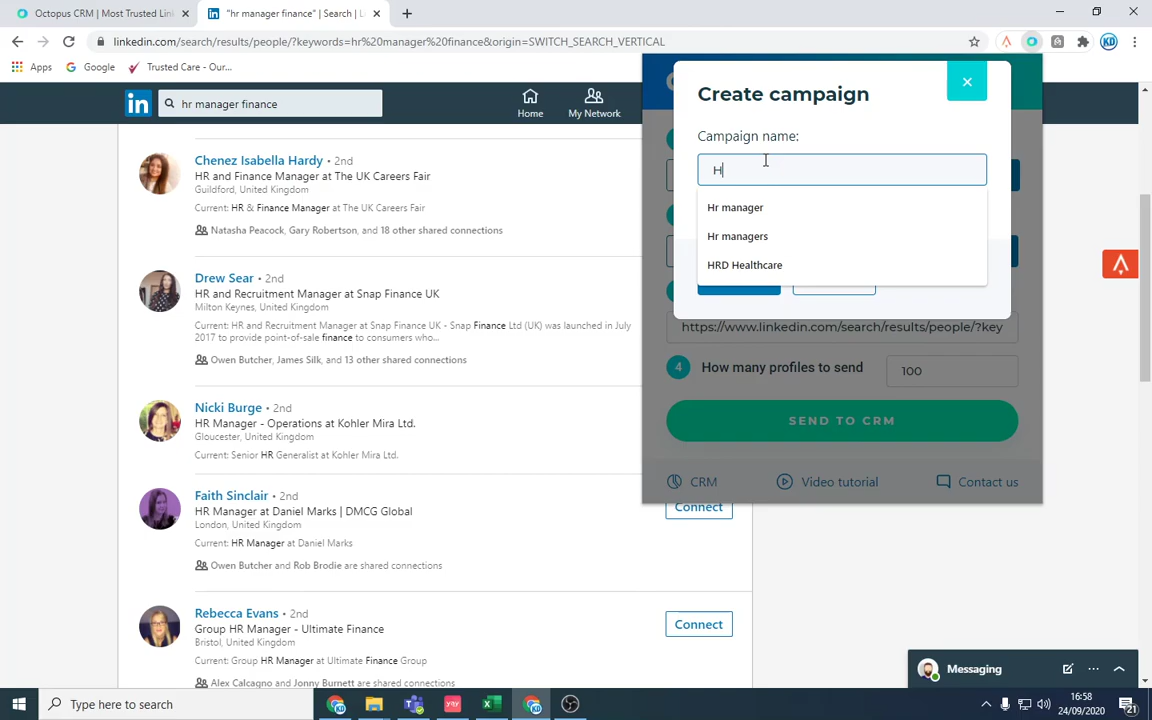 Octopus CRM | Most Trusted Lin
"hr manager finance" | Search | L
linkedin.com/search/results/people/?keywords=hr%20manager%20finance&origin=SWITCH_SEARCH_VERTICAL
KD
Apps
Google
Trusted Care - Our...
in
hr manager finance
Home
My Network
Chenez Isabella Hardy • 2nd
HR and Finance Manager at The UK Careers Fair
Guildford, United Kingdom
Current: HR & Finance Manager at The UK Careers Fair
Natasha Peacock, Gary Robertson, and 18 other shared connections
Drew Sear • 2nd
HR and Recruitment Manager at Snap Finance UK
Milton Keynes, United Kingdom
Current: HR and Recruitment Manager at Snap Finance UK - Snap Finance Ltd (UK) was launched in July
2017 to provide point-of-sale finance to consumers who...
Owen Butcher, James Silk, and 13 other shared connections
Nicki Burge • 2nd
HR Manager - Operations at Kohler Mira Ltd.
Gloucester, United Kingdom
Current: Senior HR Generalist at Kohler Mira Ltd.
Faith Sinclair • 2nd
HR Manager at Daniel Marks | DMCG Global
London, United Kingdom
Current: HR Manager at Daniel Marks
Owen Butcher and Rob Brodie are shared connections
Connect
Rebecca Evans • 2nd
Group HR Manager - Ultimate Finance
Bristol, United Kingdom
Current: Group HR Manager at Ultimate Finance Group
Alex Calcagno and Jonny Burnett are shared connections
Connect
Create campaign
Campaign name:
H
Hr manager
Hr managers
HRD Healthcare
https://www.linkedin.com/search/results/people/?key
4
How many profiles to send
100
SEND TO CRM
CRM
Video tutorial
Contact us
Messaging
Type here to search
yay
16:58
24/09/2020
21